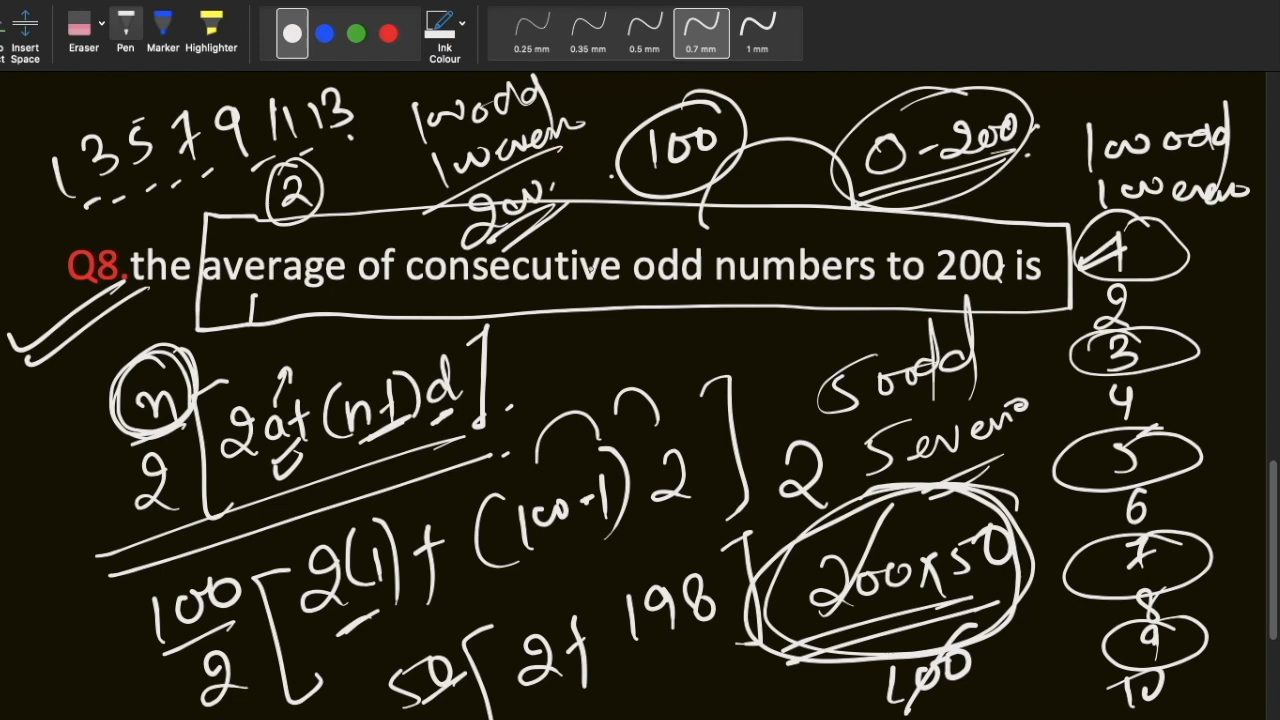 Insert
Space
Eraser
Pen
Marker
Highlighter
Ink
Colour
0.25 mm
0.35 mm
0.5 mm
0.7 mm
1 mm
1 3 5 7 9 11 13
2
100 odd
100 even
200
100
0-200
100 odd
100 even
Q8.the average of consecutive odd numbers to 200 is
n/2 [2a+(n-1)d]
100/2 [2(1)+(100-1)2]
50[2+198]
2
5 odd
5 even
200x50
100
1
2
3
4
5
6
7
8
9
10